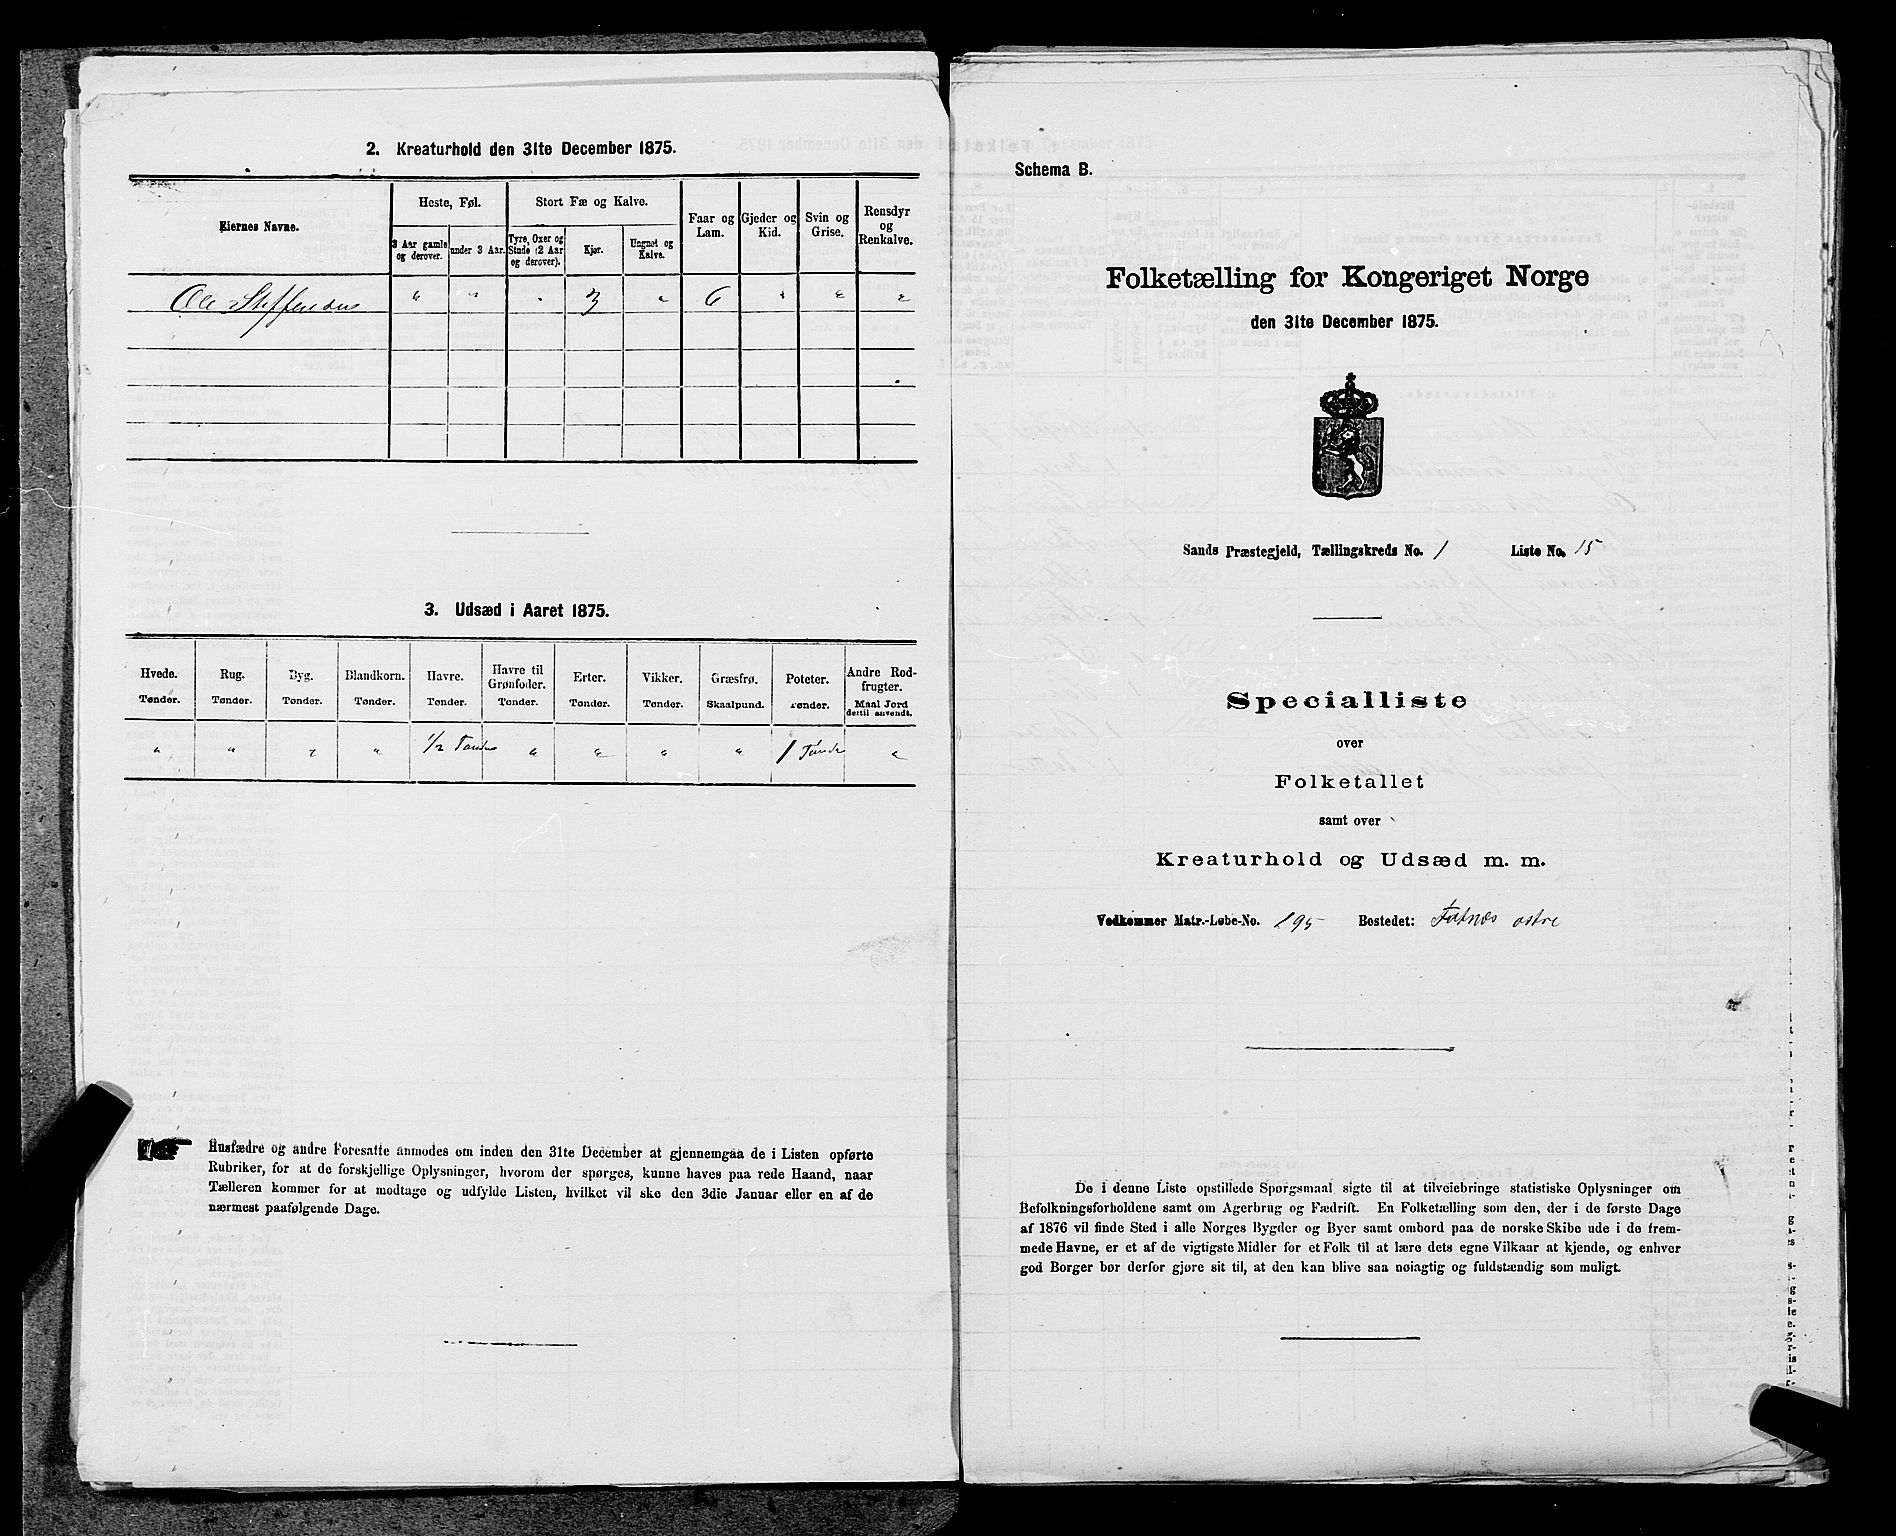 2. Kreaturhold den 31te December 1875.
Eiernes Navne.
Heste, Føl.
3 Aar gamle og derover.
under 3 Aar.
Stort Fæ og Kalve.
Tyre, Oxer og Stude (2 Aar og derover).
Kjør.
Ungnøt og Kalve.
Faar og Lam.
Gjeder og Kid.
Svin og Grise.
Rensdyr og Renkalve.
Ole Steffensen " " " 3 " 6 " " "
3. Udsæd i Aaret 1875.
Hvede. Tønder.
Rug. Tønder.
Byg. Tønder.
Blandkorn. Tønder.
Havre. Tønder.
Havre til Grønfoder. Tønder.
Erter. Tønder.
Vikker. Tønder.
Græsfrø. Skaalpund.
Poteter. Tønder.
Andre Rodfrugter. Maal Jord dertil anvendt.
" " " " 1/2 Tønde " " " " 1 Tønde "
Husfædre og andre Foresatte anmodes om inden den 31te December at gjennemgaa de i Listen opførte
Rubriker, for at de forskjellige Oplysninger, hvorom der spørges, kunne haves paa rede Haand, naar
Tælleren kommer for at modtage og udfylde Listen, hvilket vil ske den 3die Januar eller en af de
nærmest paafølgende Dage.
Schema B.
Folketælling for Kongeriget Norge
den 31te December 1875.
Sands Præstegjeld, Tællingskreds No. 1 Liste No. 15
Specialliste
over
Folketallet
samt over
Kreaturhold og Udsæd m. m.
Vedkommer Matr.-Løbe-No. 195 Bostedet: østre
De i denne Liste opstillede Spørgsmaal sigte til at tilveiebringe statistiske Oplysninger om
Befolkningsforholdene samt om Agerbrug og Fædrift. En Folketælling som den, der i de første Dage
af 1876 vil finde Sted i alle Norges Bygder og Byer samt ombord paa de norske Skibe ude i de frem-
mede Havne, er et af de vigtigste Midler for et Folk til at lære dets egne Vilkaar at kjende, og enhver
god Borger bør derfor gjøre sit til, at den kan blive saa nøiagtig og fuldstændig som muligt.